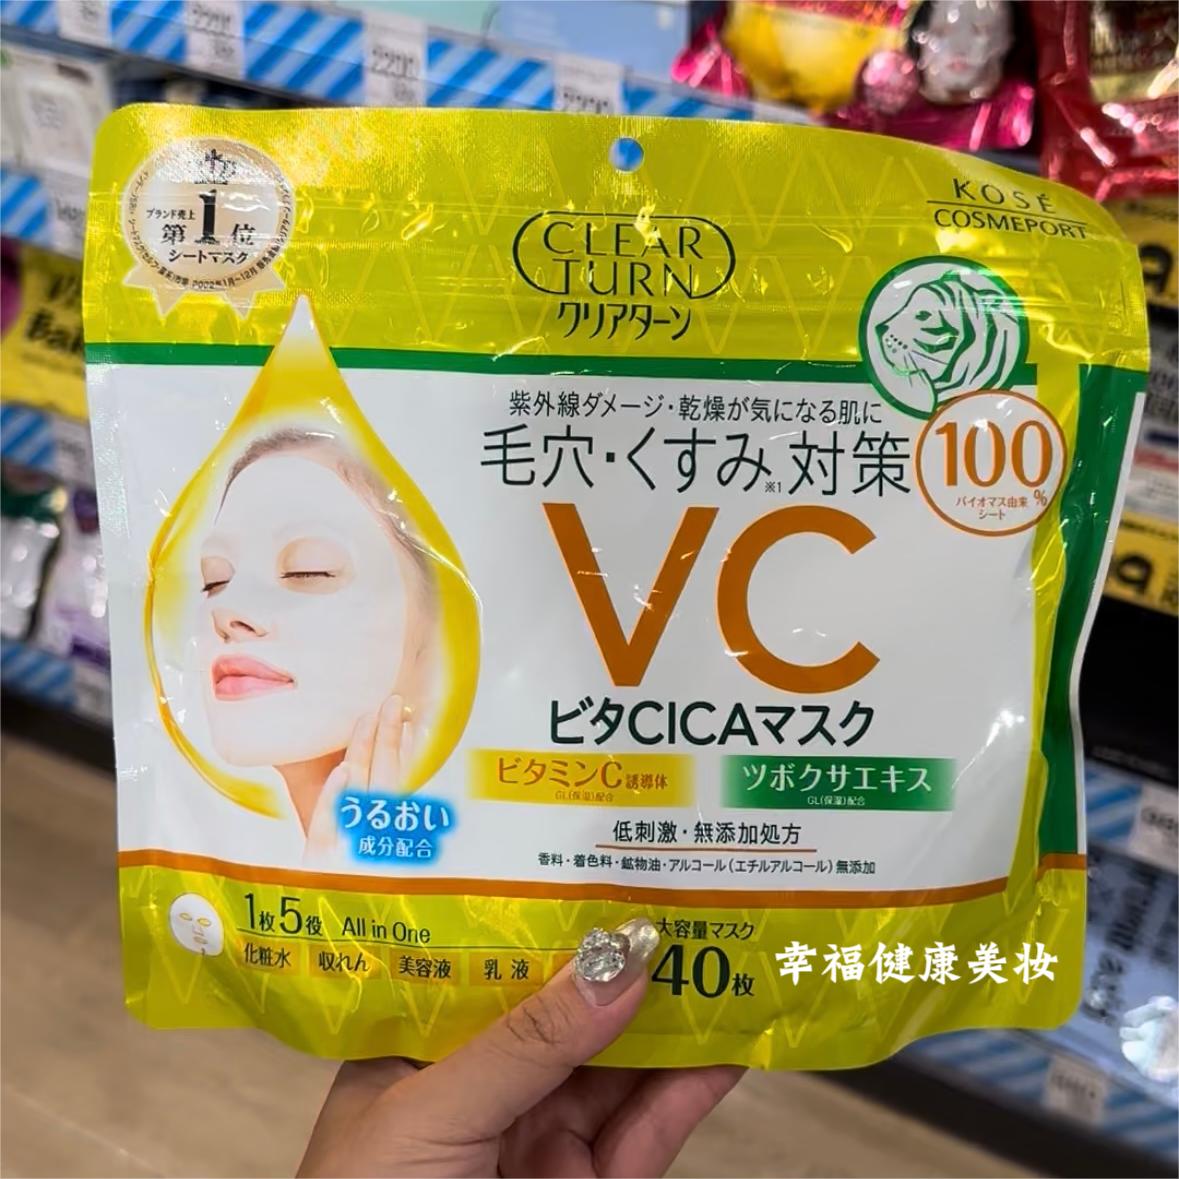 ブランド売上
第1位
シートマスク
KOSÉ
COSMEPORT
CLEAR
TURN
クリアターン
紫外線ダメージ・乾燥が気になる肌に
毛穴・くすみ※1対策
100%
バイオマス由来
シート
VC
ビタCICAマスク
ビタミンC誘導体
GL(保湿)配合
ツボクサエキス
GL(保湿)配合
うるおい
成分配合
低刺激・無添加処方
香料・着色料・鉱物油・アルコール(エチルアルコール)無添加
1枚5役 All in One
化粧水 収れん 美容液 乳液
大容量マスク
40枚
幸福健康美妆